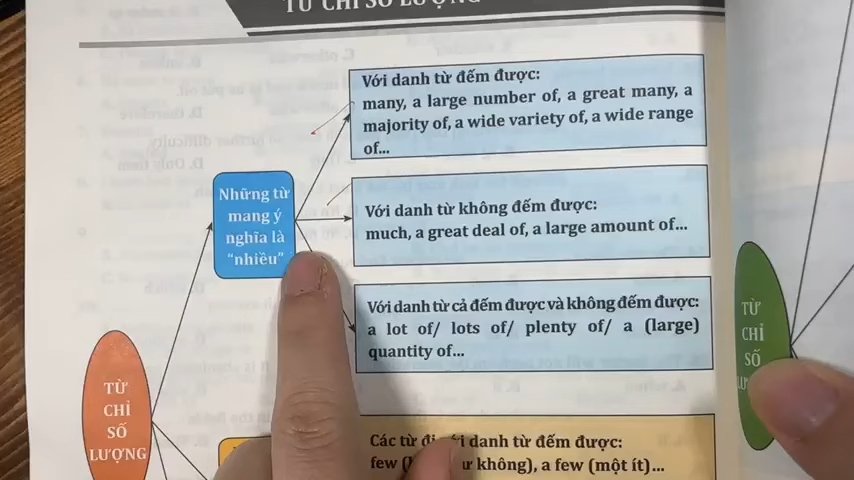 TỪ CHỈ SỐ LƯỢNG
Với danh từ đếm được:
many, a large number of, a great many, a
majority of, a wide variety of, a wide range
of...
Những từ
mang ý
nghĩa là
“nhiều”
Với danh từ không đếm được:
much, a great deal of, a large amount of...
Với danh từ cả đếm được và không đếm được:
a lot of/ lots of/ plenty of/ a (large)
quantity of...
TỪ
CHỈ
SỐ
LƯỢNG
Các từ đi với danh từ đếm được:
few (
ư không), a few (một ít)...
TỪ
CHỈ
SỐ